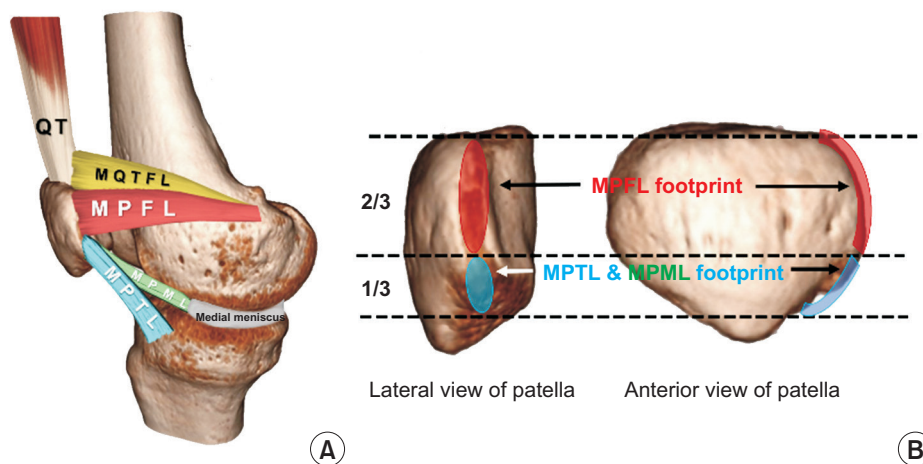 QT
MQTFL
MPFL
MPML
MPTL
Medial meniscus
A
2/3
1/3
MPFL footprint
MPTL & MPML footprint
Lateral view of patella
Anterior view of patella
B